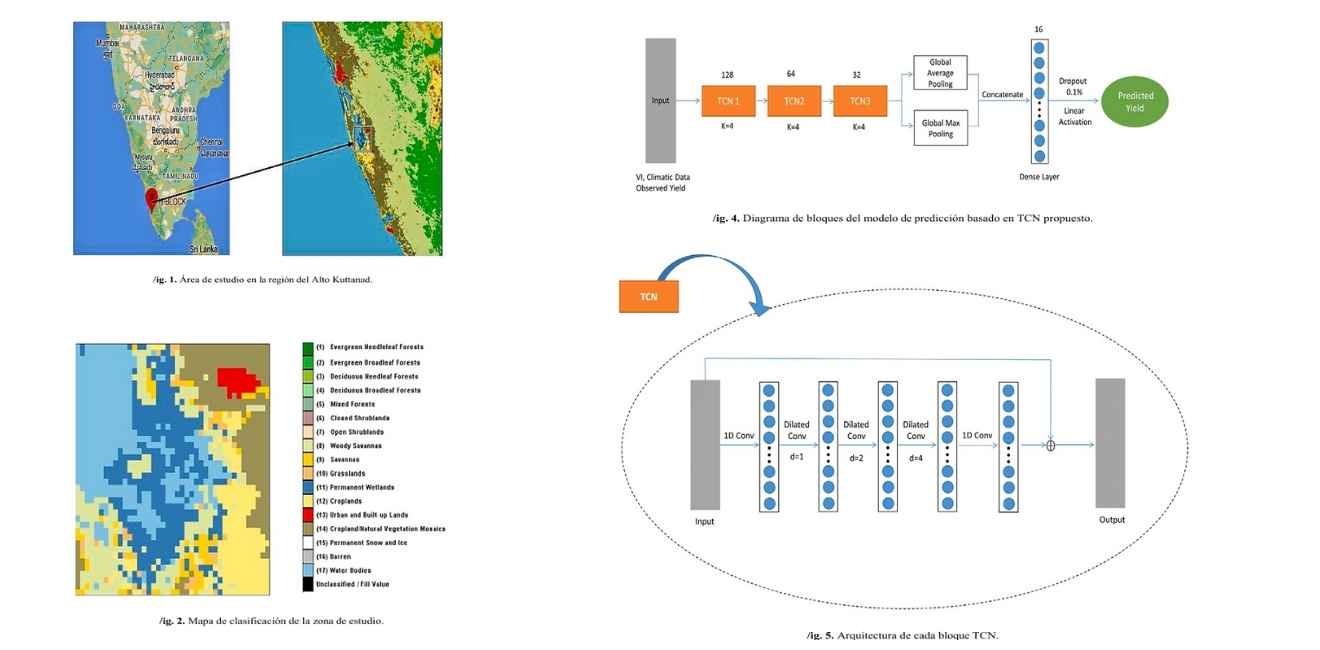 MAHARASHTRA
Mumbai
मुंबई
TELANGANA
Hyderabad
GOA
ANDHRA
KARNATAKA
PRADESH
Bengaluru
Chennai
TAMIL NADU
BLOCK
Sri Lanka
/ig. 1. Área de estudio en la región del Alto Kuttanad.
(1) Evergreen Needleleaf Forests
(2) Evergreen Broadleaf Forests
(3) Deciduous Needleaf Forests
(4) Deciduous Broadleaf Forests
(5) Mixed Forests
(6) Closed Shrublands
(7) Open Shrublands
(8) Woody Savannas
(9) Savannas
(10) Grasslands
(11) Permanent Wetlands
(12) Croplands
(13) Urban and Built-up Lands
(14) Cropland/Natural Vegetation Mosaics
(15) Permanent Snow and Ice
(16) Barren
(17) Water Bodies
Unclassified / Fill Value
/ig. 2. Mapa de clasificación de la zona de estudio.
Input
VI, Climatic Data
Observed Yield
128
TCN 1
K=4
64
TCN2
K=4
32
TCN3
K=4
Global
Average
Pooling
Global Max
Pooling
Concatenate
16
Dense Layer
Dropout
0.1%
Linear
Activation
Predicted
Yield
/ig. 4. Diagrama de bloques del modelo de predicción basado en TCN propuesto.
TCN
Input
1D Conv
Dilated
Conv
d=1
Dilated
Conv
d=2
Dilated
Conv
d=4
1D Conv
Output
/ig. 5. Arquitectura de cada bloque TCN.